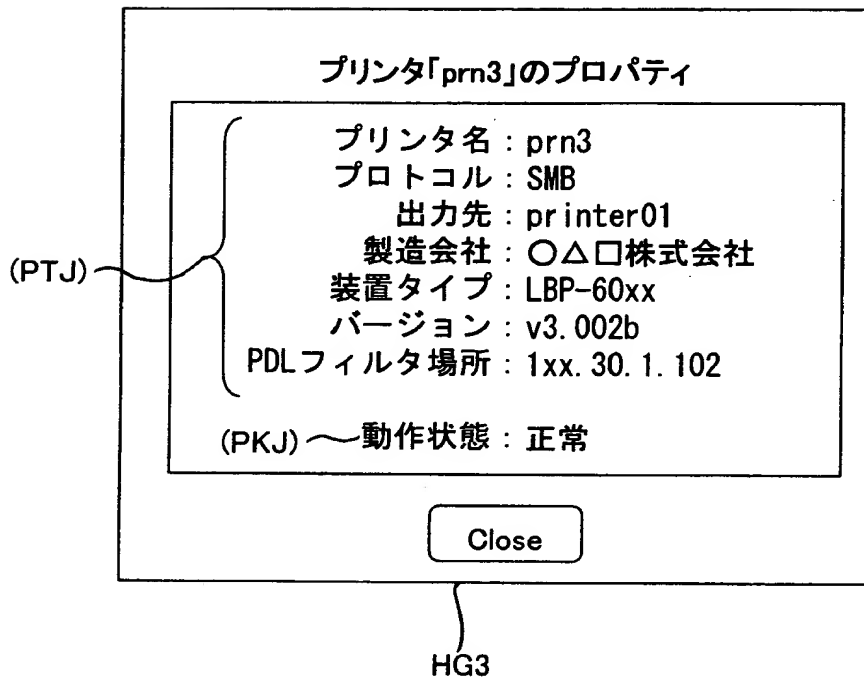 プリンタ「prn3」のプロパティ
プリンタ名：prn3
プロトコル：SMB
出力先：printer01
製造会社：○△□株式会社
(PTJ)
装置タイプ：LBP-60xx
バージョン：v3.002b
PDLフィルタ場所：1xx.30.1.102
(PKJ) 動作状態：正常
Close
HG3